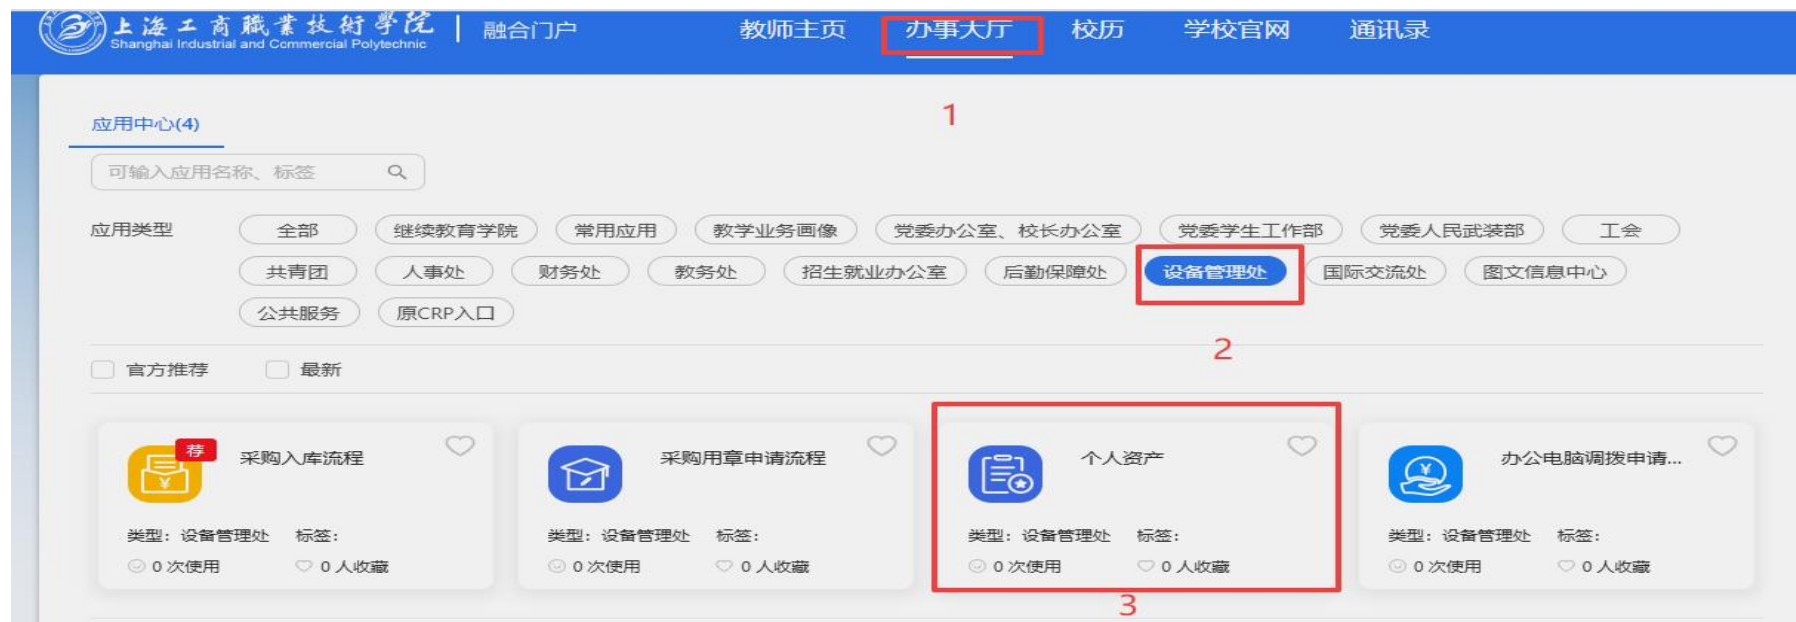 上海工商職業技術學院 融合门户 教师主页 办事大厅 校历 学校官网 通讯录
Shanghai Industrial and Commercial Polytechnic
1
应用中心(4)
可输入应用名称、标签
应用类型 全部 继续教育学院 常用应用 教学业务画像 党委办公室、校长办公室 党委学生工作部 党委人民武装部 工会
共青团 人事处 财务处 教务处 招生就业办公室 后勤保障处 设备管理处 国际交流处 图文信息中心
公共服务 原CRP入口
2
官方推荐 最新
荐 采购入库流程 采购用章申请流程 个人资产 办公电脑调拨申请...
类型：设备管理处 标签： 类型：设备管理处 标签： 类型：设备管理处 标签： 类型：设备管理处 标签：
0 次使用 0 人收藏 0 次使用 0 人收藏 0 次使用 0 人收藏 0 次使用 0 人收藏
3